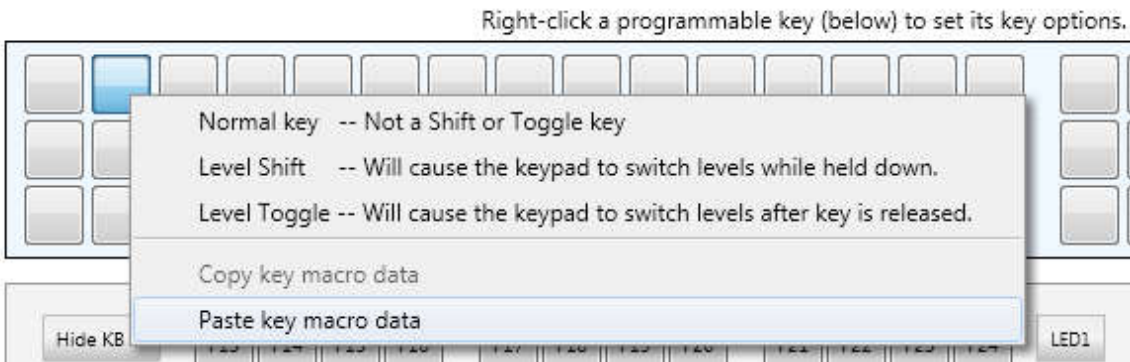 Right-click a programmable key (below) to set its key options.
Normal key -- Not a Shift or Toggle key
Level Shift -- Will cause the keypad to switch levels while held down.
Level Toggle -- Will cause the keypad to switch levels after key is released.
Copy key macro data
Paste key macro data
Hide KB
LED1